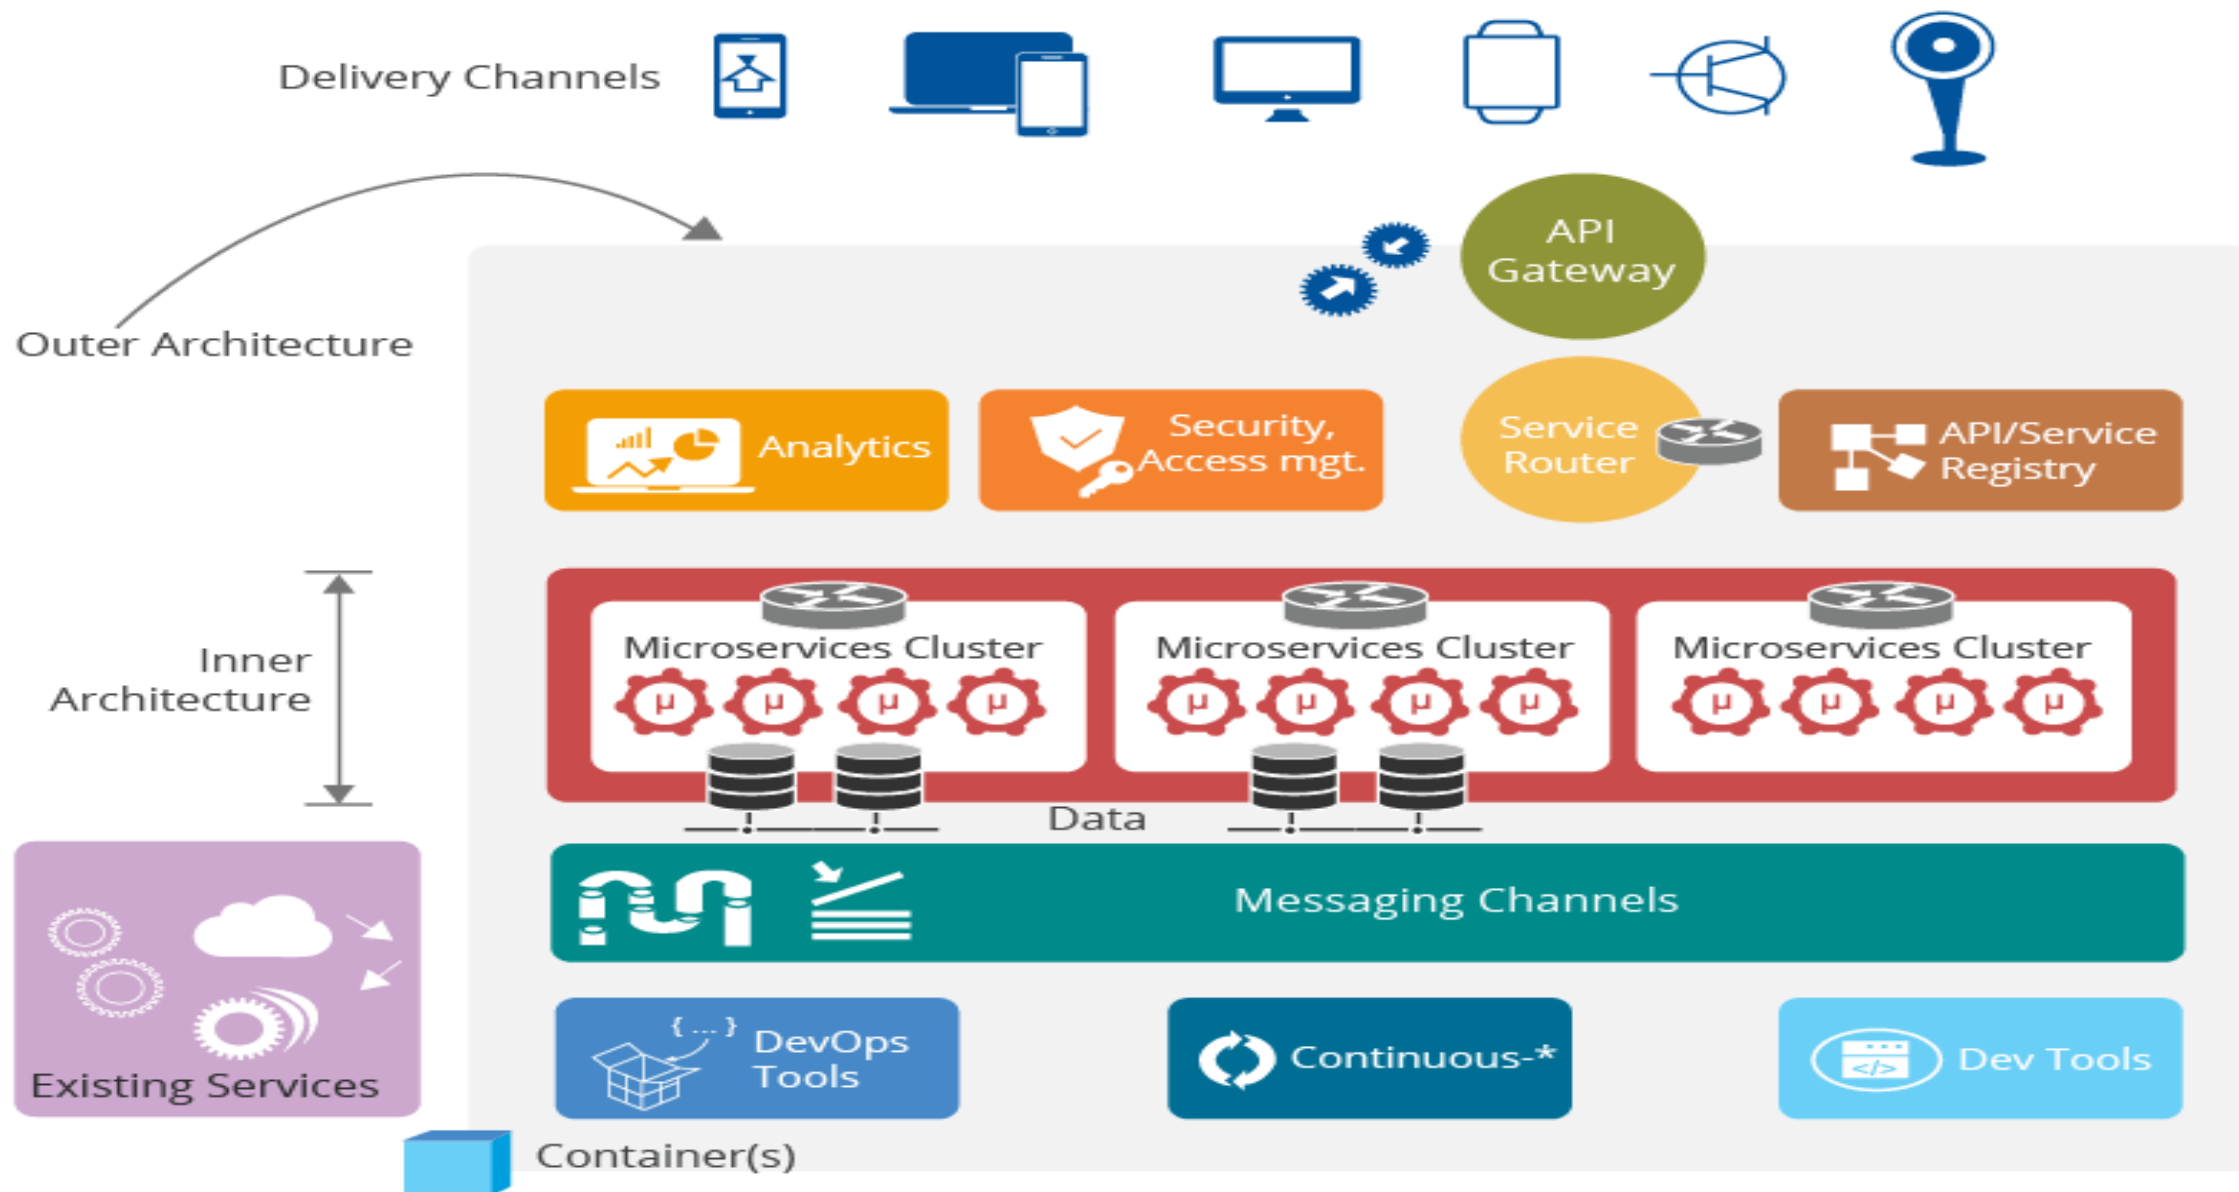 Delivery Channels
API
Gateway
Outer Architecture
Analytics
Security,
Access mgt.
Service
Router
API/Service
Registry
Inner
Architecture
Microservices Cluster
µ µ µ µ
Microservices Cluster
µ µ µ µ
Microservices Cluster
µ µ µ µ
Data
Messaging Channels
Existing Services
{ ... }
DevOps
Tools
Continuous-*
</>
Dev Tools
Container(s)